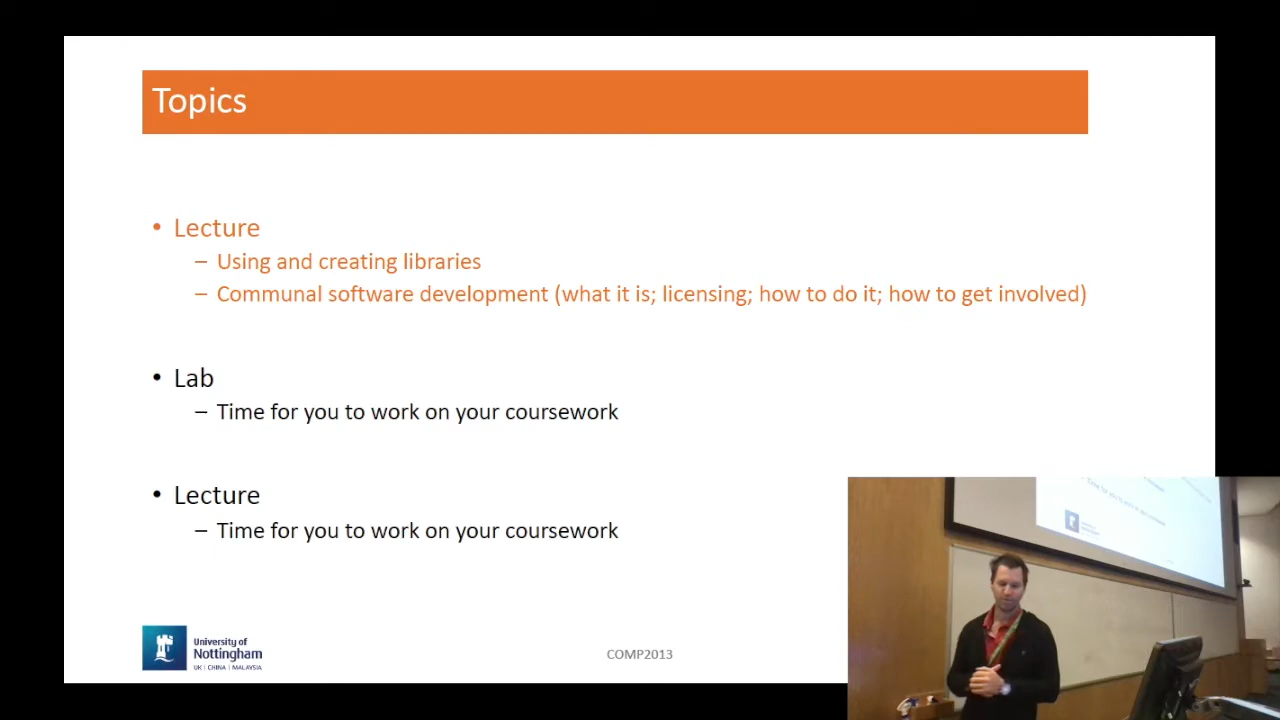 Topics
• Lecture
– Using and creating libraries
– Communal software development (what it is; licensing; how to do it; how to get involved)
• Lab
– Time for you to work on your coursework
• Lecture
– Time for you to work on your coursework
University of
Nottingham
UK | CHINA | MALAYSIA
COMP2013